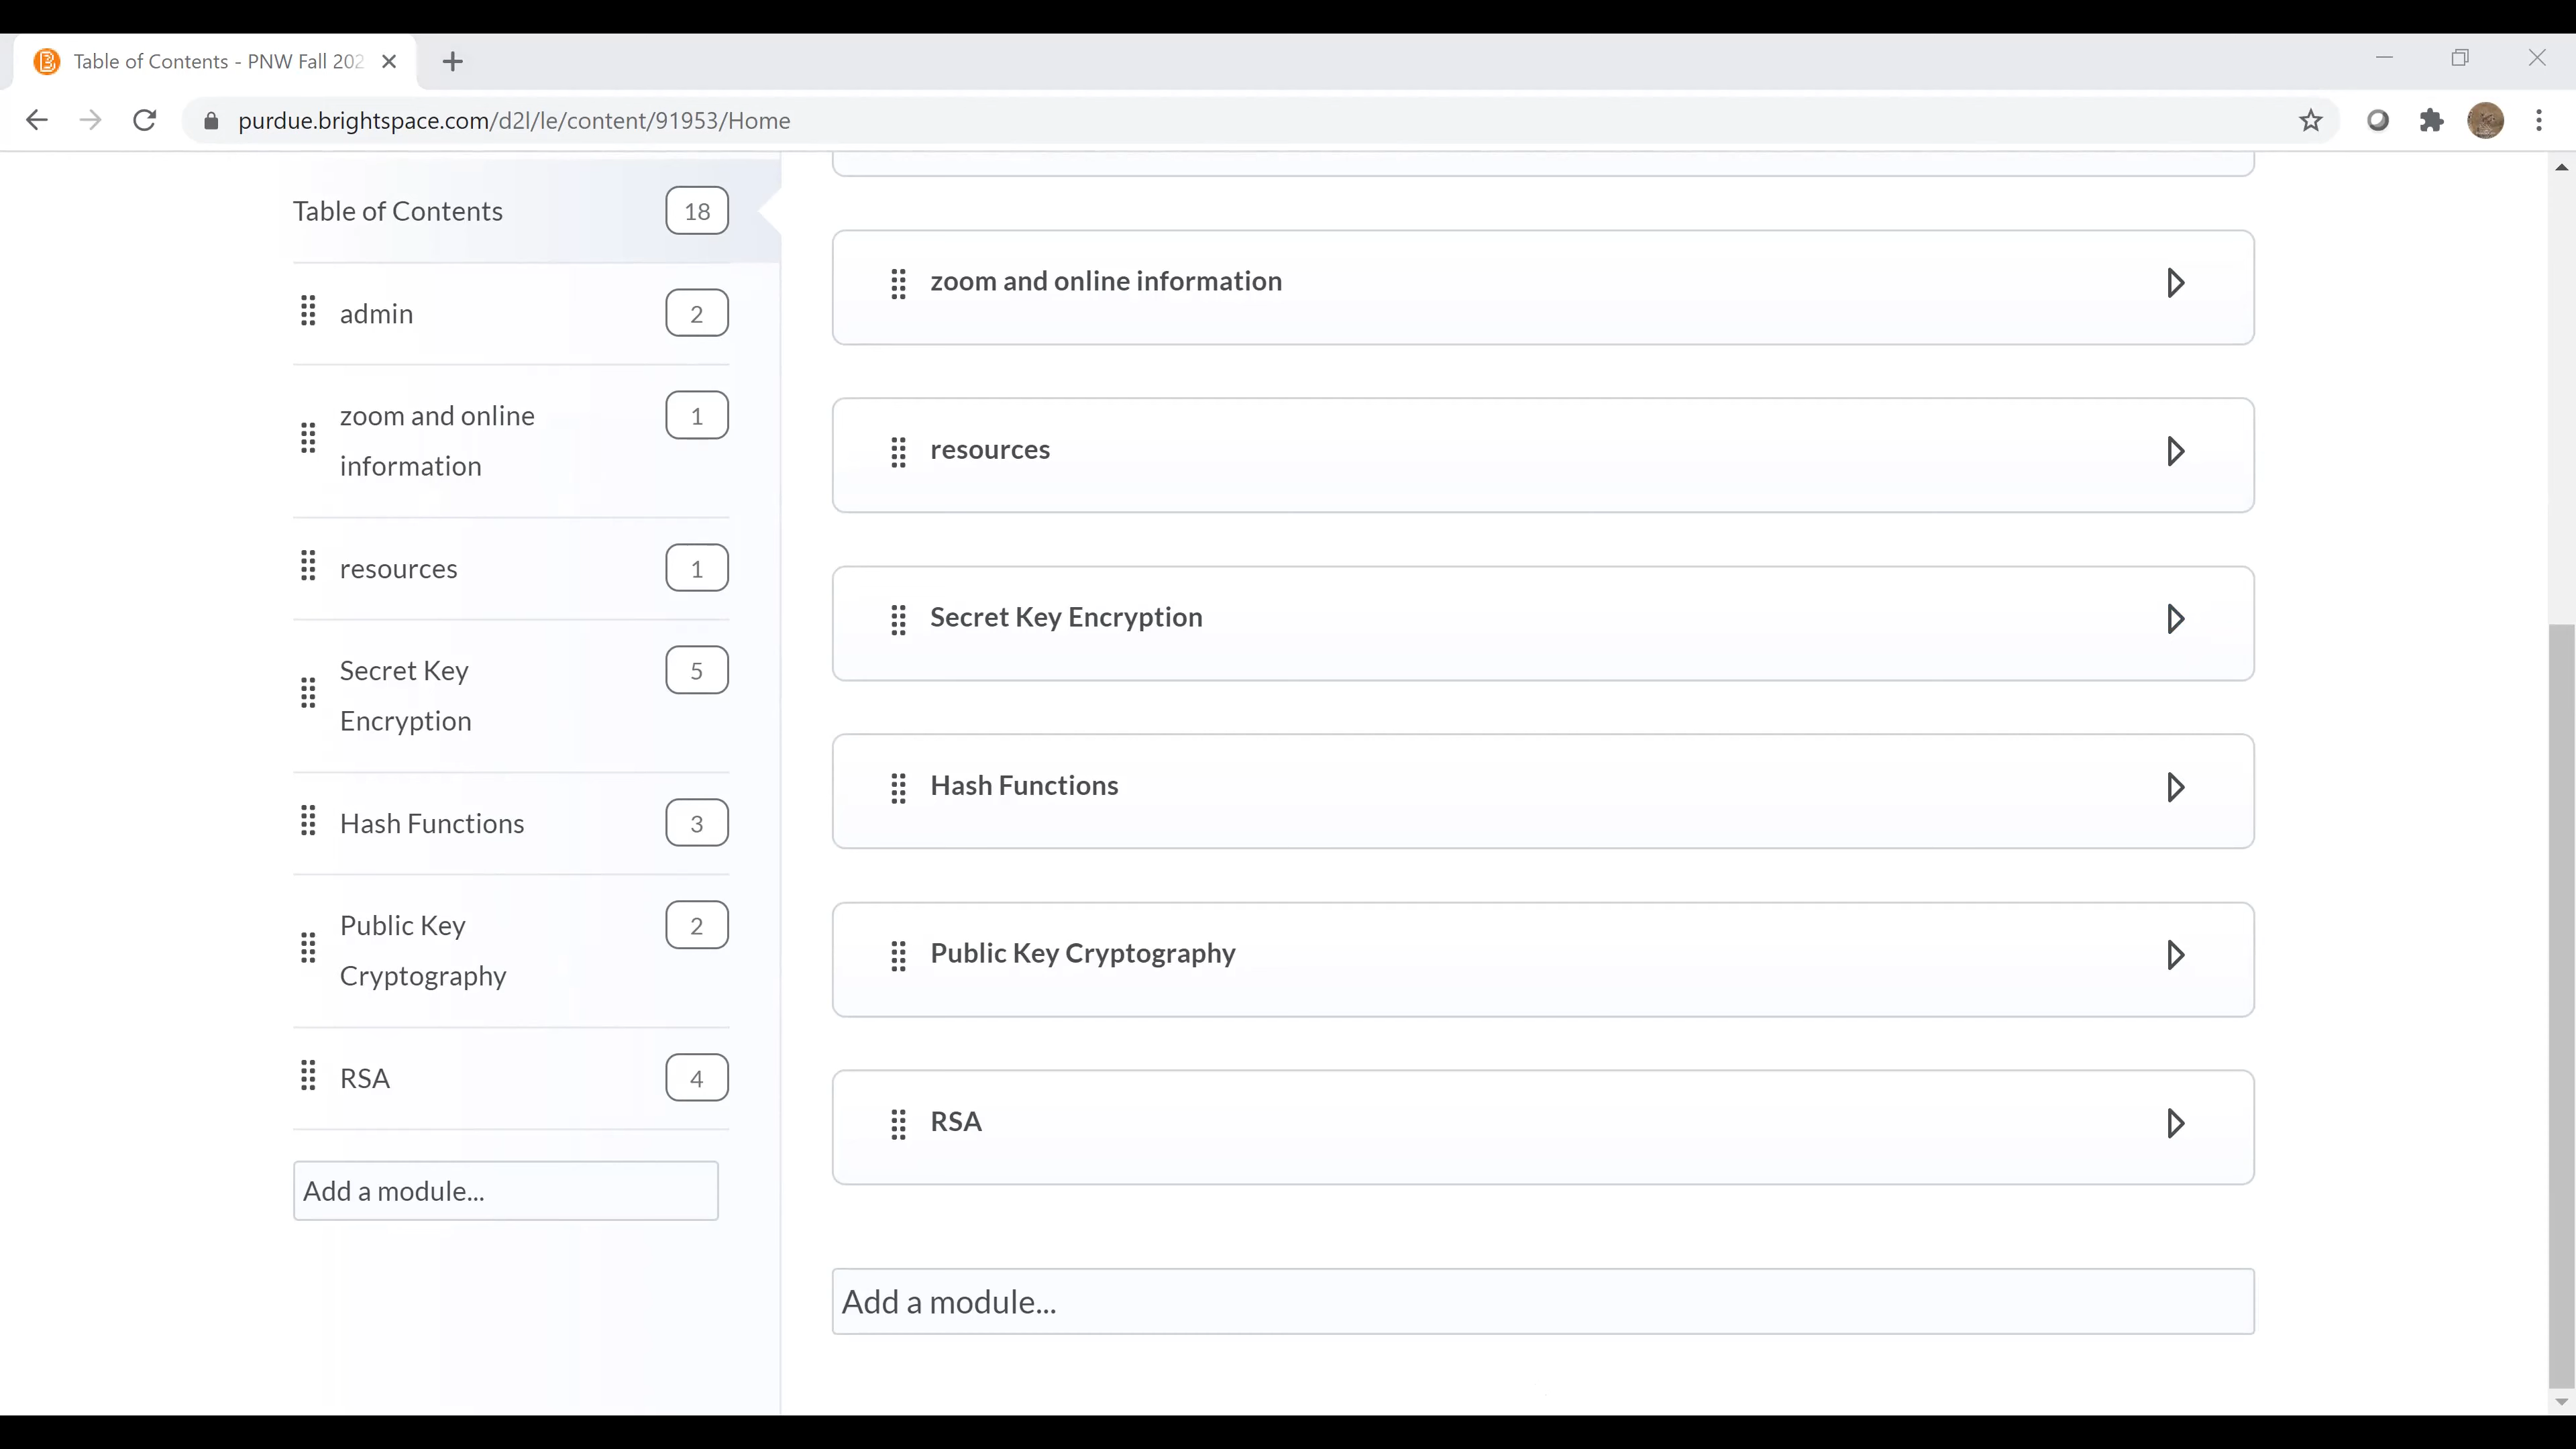 Table of Contents - PNW Fall 202
purdue.brightspace.com/d2l/le/content/91953/Home
Table of Contents 18
admin 2
zoom and online 1
information
resources 1
Secret Key 5
Encryption
Hash Functions 3
Public Key 2
Cryptography
RSA 4
Add a module...
zoom and online information
resources
Secret Key Encryption
Hash Functions
Public Key Cryptography
RSA
Add a module...